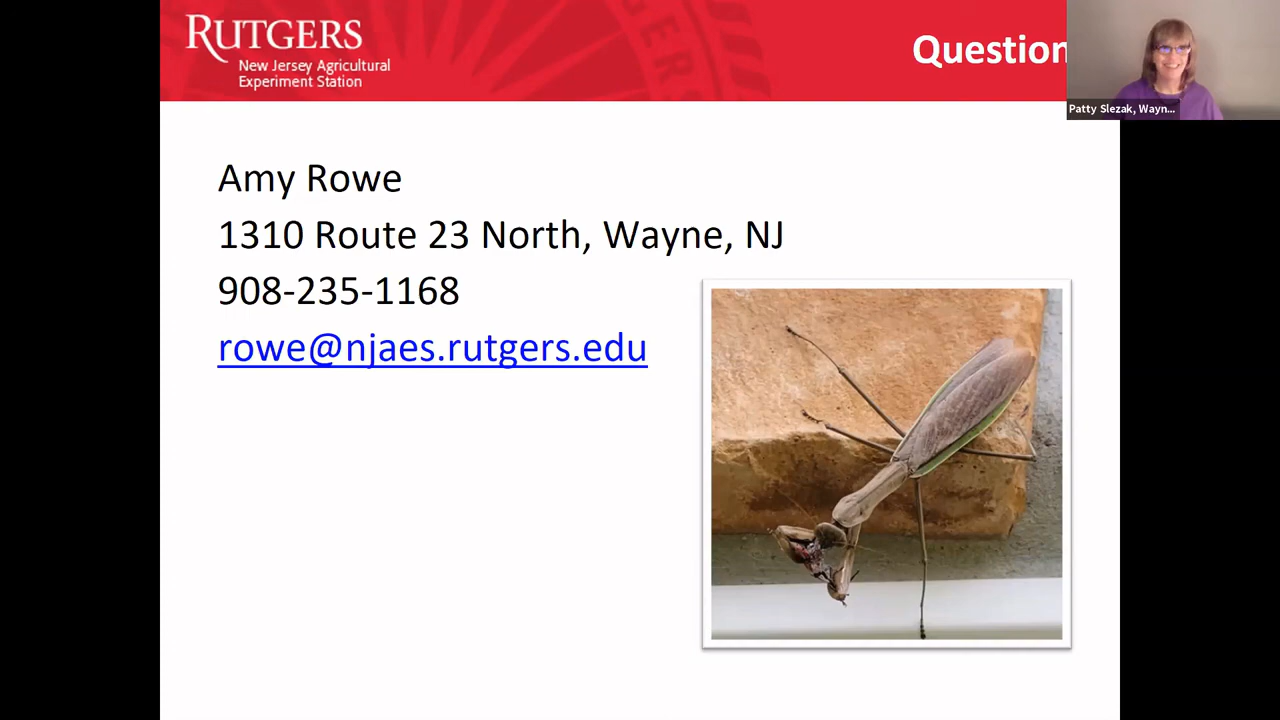 RUTGERS
New Jersey Agricultural
Experiment Station
Question
Patty Slezak, Wayn...
Amy Rowe
1310 Route 23 North, Wayne, NJ
908-235-1168
rowe@njaes.rutgers.edu